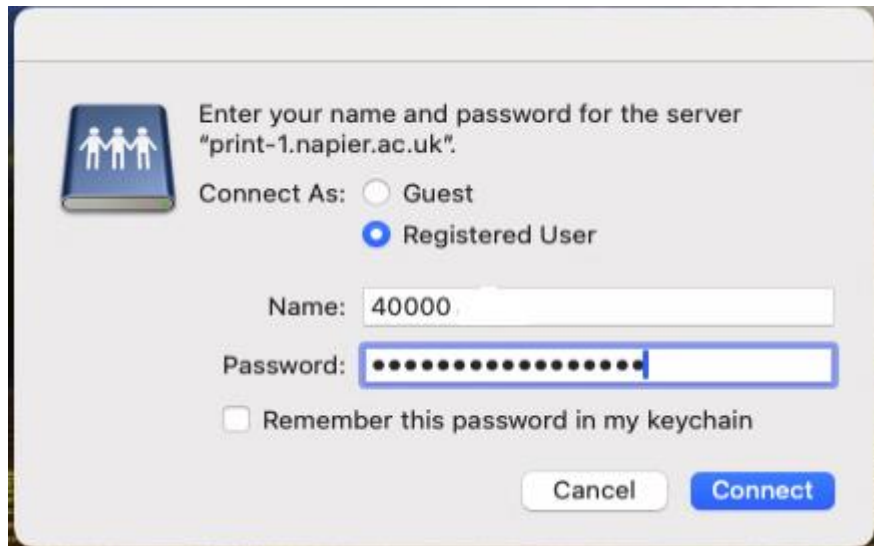 Enter your name and password for the server
“print-1.napier.ac.uk”.
Connect As: Guest
Registered User
Name: 40000
Password: •••••••••••••••••
Remember this password in my keychain
Cancel Connect